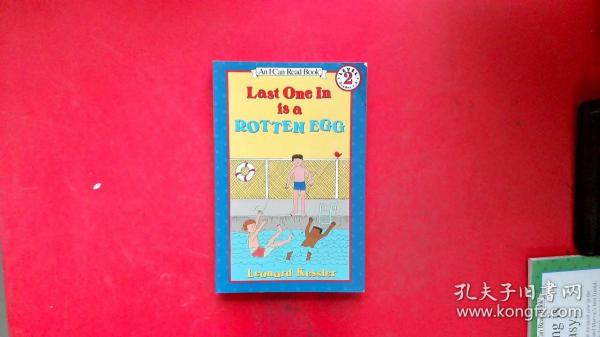 An I Can Read Book
LEVEL 2
Last One In
is a
ROTTEN EGG
Leonard Kessler
孔夫子旧书网
www.kongfz.com